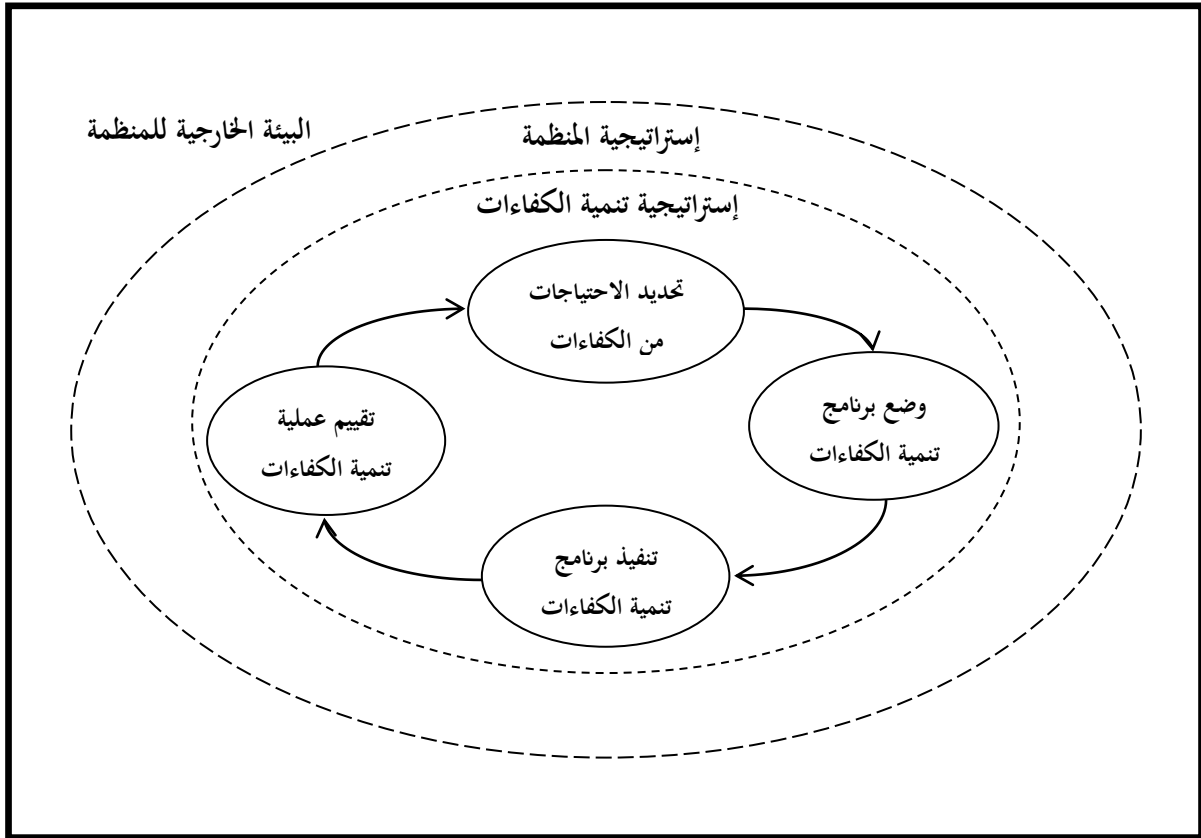 البيئة الخارجية للمنظمة
إستراتيجية المنظمة
إستراتيجية تنمية الكفاءات
تحديد الاحتياجات
من الكفاءات
وضع برنامج
تنمية الكفاءات
تنفيذ برنامج
تنمية الكفاءات
تقييم عملية
تنمية الكفاءات